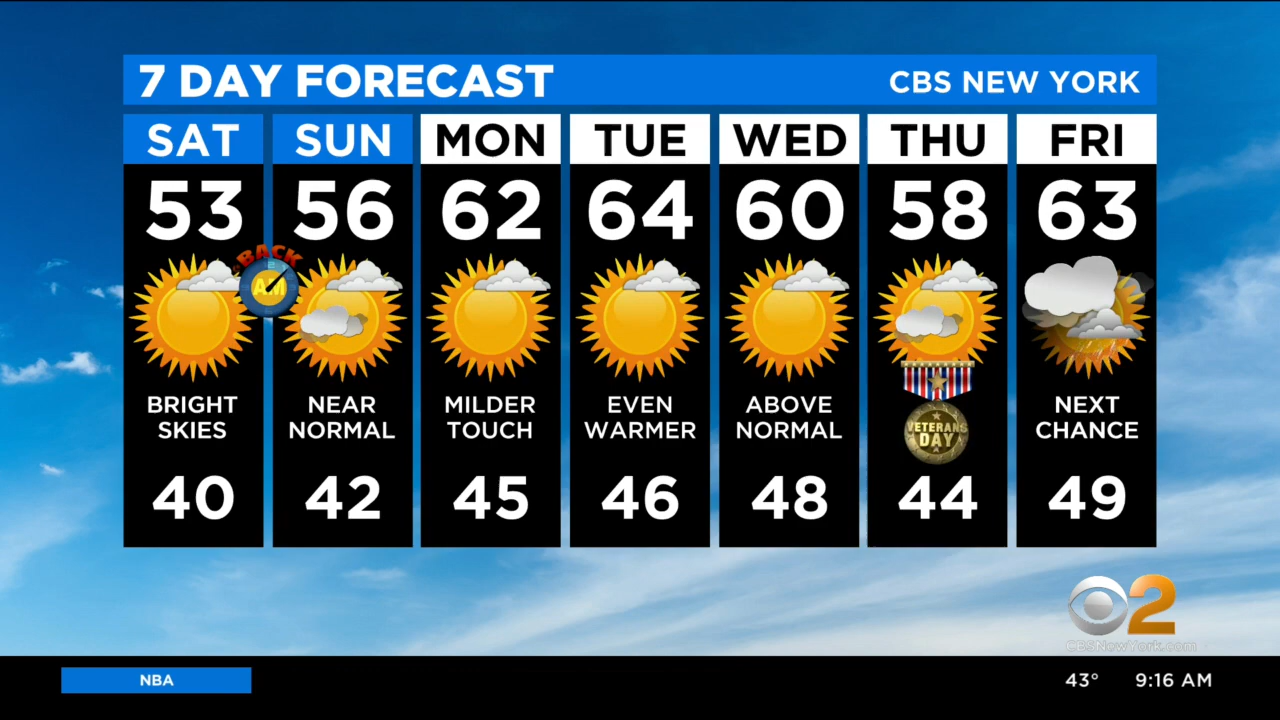 7 DAY FORECAST
CBS NEW YORK
SAT SUN MON TUE WED THU FRI
53 56 62 64 60 58 63
BACK
AM
BRIGHT SKIES
NEAR NORMAL
MILDER TOUCH
EVEN WARMER
ABOVE NORMAL
VETERANS DAY
NEXT CHANCE
40 42 45 46 48 44 49
2
CBSNewYork.com
NBA
43° 9:16 AM